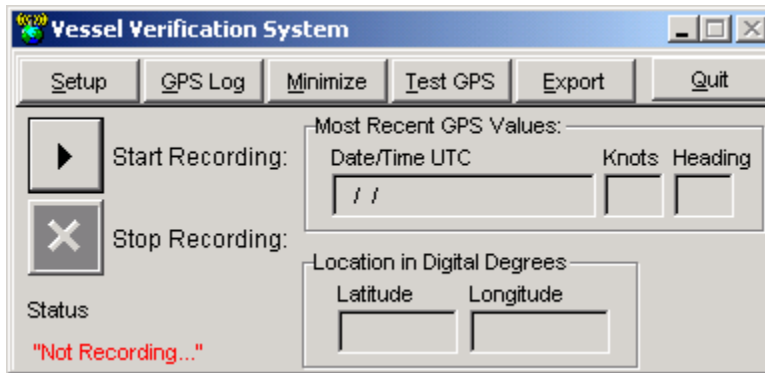 Vessel Verification System
Setup GPS Log Minimize Test GPS Export Quit
Most Recent GPS Values:
Start Recording: Date/Time UTC Knots Heading
/ /
Stop Recording:
Location in Digital Degrees
Latitude Longitude
Status
"Not Recording..."